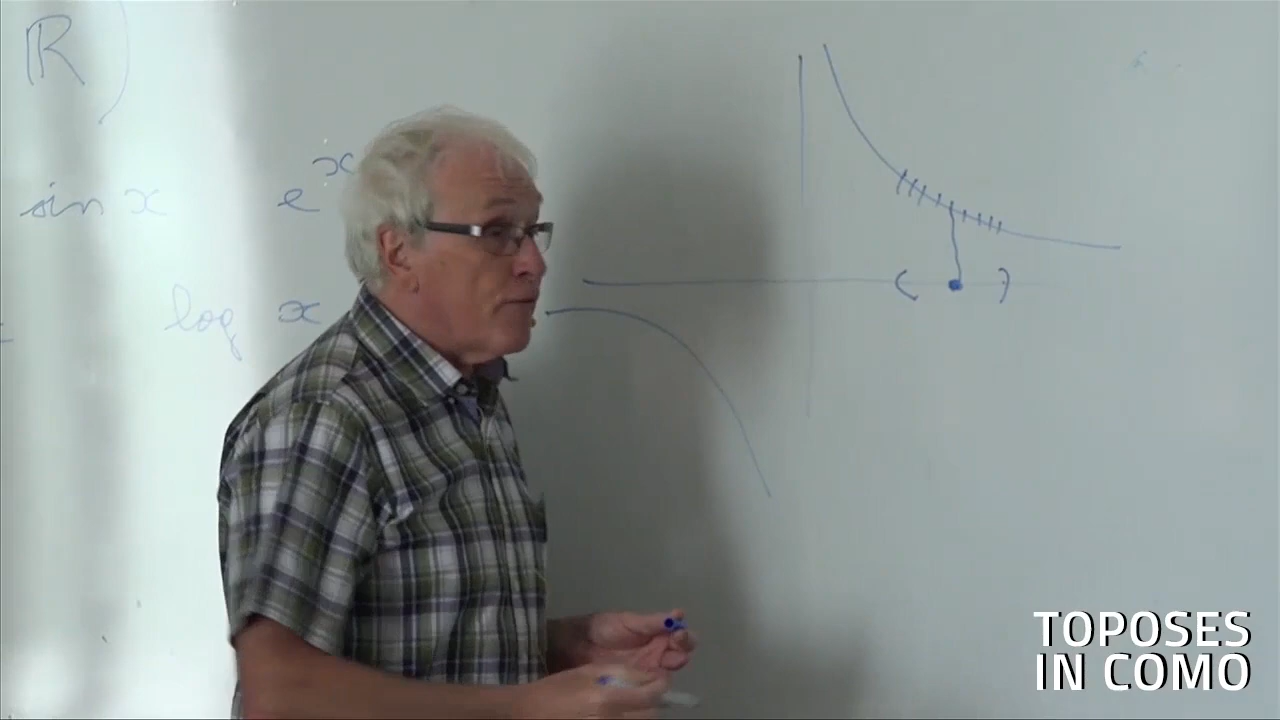 ℝ)
sin x e^x
log x
( )
TOPOSES
IN COMO